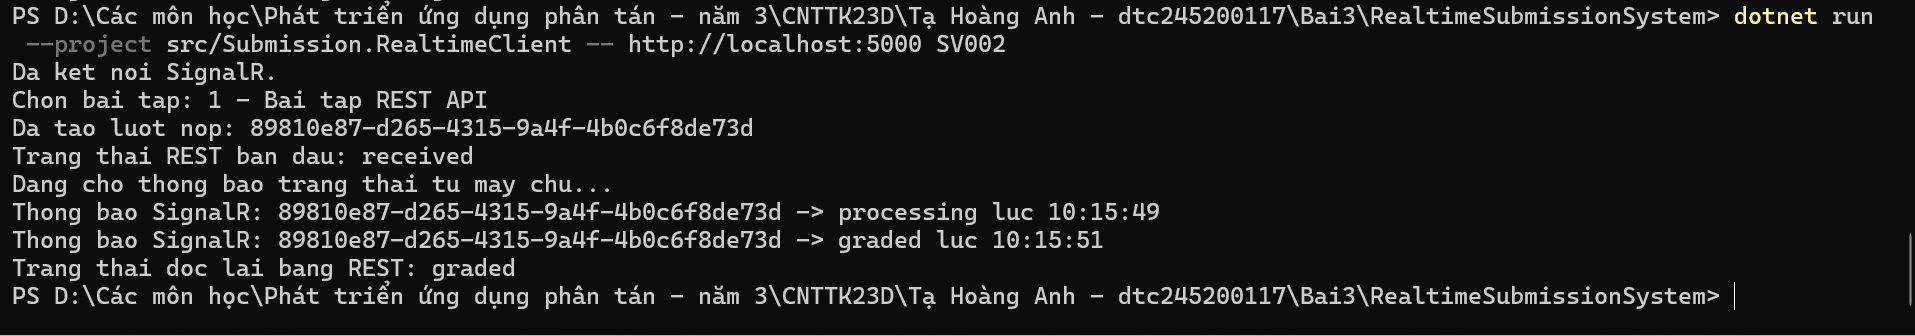 PS D:\Các môn học\Phát triển ứng dụng phân tán - năm 3\CNTTK23D\Tạ Hoàng Anh - dtc245200117\Bai3\RealtimeSubmissionSystem> dotnet run
--project src/Submission.RealtimeClient -- http://localhost:5000 SV002
Da ket noi SignalR.
Chon bai tap: 1 - Bai tap REST API
Da tao luot nop: 89810e87-d265-4315-9a4f-4b0c6f8de73d
Trang thai REST ban dau: received
Dang cho thong bao trang thai tu may chu...
Thong bao SignalR: 89810e87-d265-4315-9a4f-4b0c6f8de73d -> processing luc 10:15:49
Thong bao SignalR: 89810e87-d265-4315-9a4f-4b0c6f8de73d -> graded luc 10:15:51
Trang thai doc lai bang REST: graded
PS D:\Các môn học\Phát triển ứng dụng phân tán - năm 3\CNTTK23D\Tạ Hoàng Anh - dtc245200117\Bai3\RealtimeSubmissionSystem>